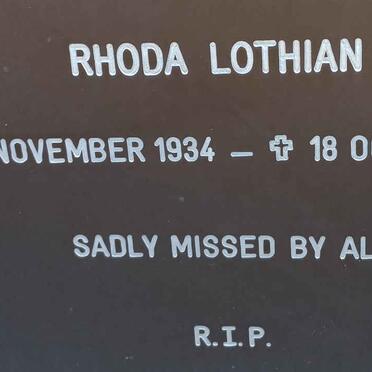 RHODA LOTHIAN
NOVEMBER 1934 – ✝ 18 
SADLY MISSED BY
R.I.P.